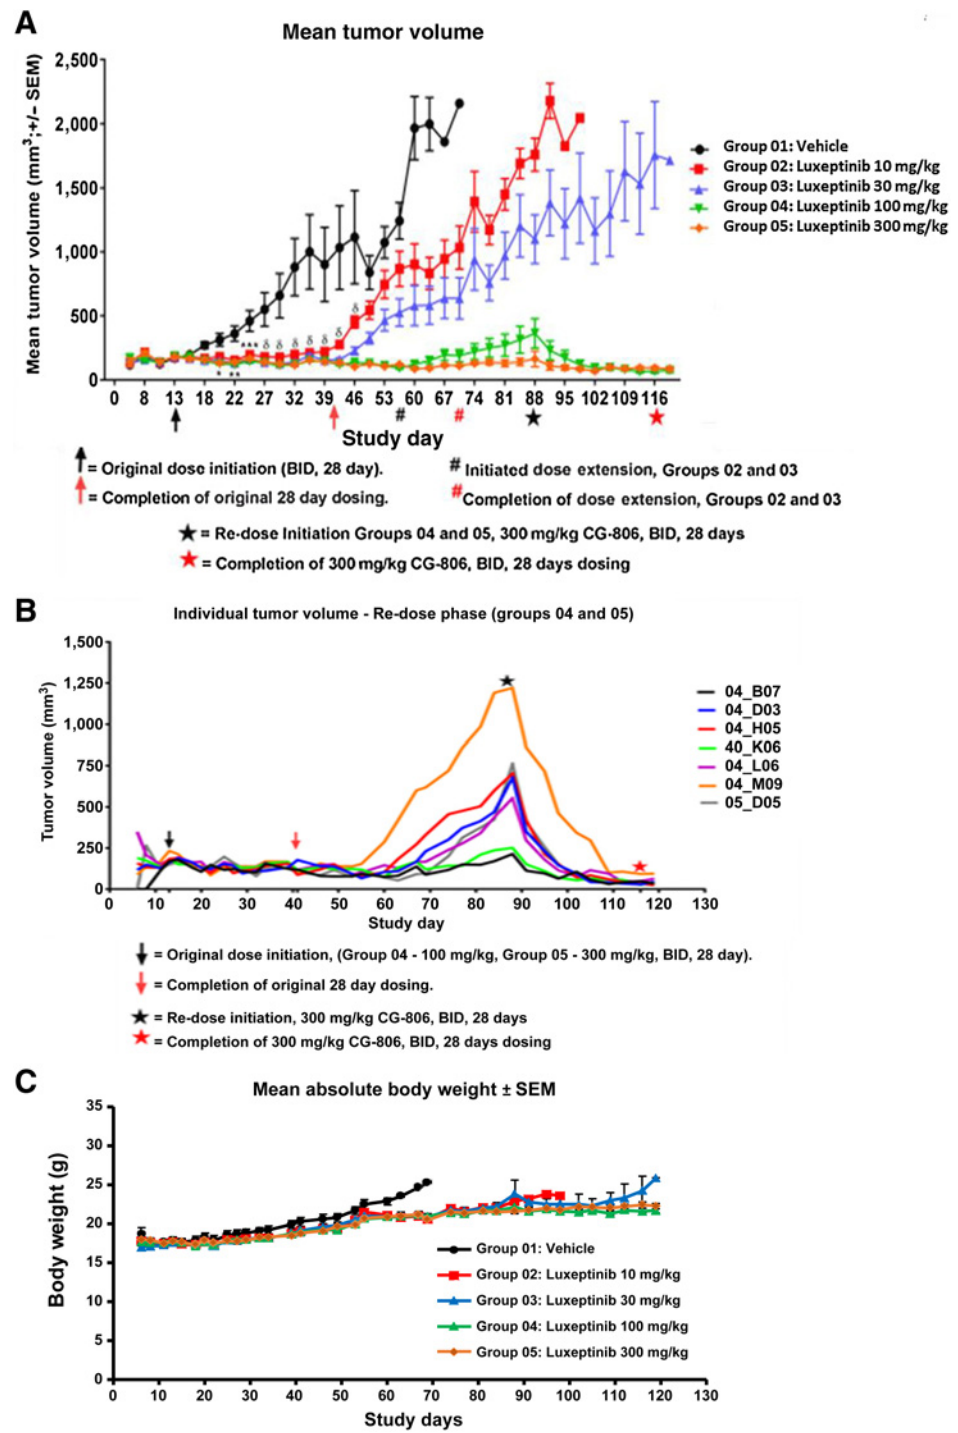 A
Mean tumor volume
Mean tumor volume (mm3;+/− SEM)
2,500
2,000
1,500
1,000
500
0
0 8 13 18 22 27 32 39 46 53 60 67 74 81 88 95 102 109 116
Study day
* ** *** δ δ δ δ δ δ δ
# #
Group 01: Vehicle
Group 02: Luxeptinib 10 mg/kg
Group 03: Luxeptinib 30 mg/kg
Group 04: Luxeptinib 100 mg/kg
Group 05: Luxeptinib 300 mg/kg
= Original dose initiation (BID, 28 day).
= Completion of original 28 day dosing.
# Initiated dose extension, Groups 02 and 03
# Completion of dose extension, Groups 02 and 03
★ = Re-dose Initiation Groups 04 and 05, 300 mg/kg CG-806, BID, 28 days
★ = Completion of 300 mg/kg CG-806, BID, 28 days dosing
B
Individual tumor volume - Re-dose phase (groups 04 and 05)
Tumor volume (mm3)
1,500
1,250
1,000
750
500
250
0
0 10 20 30 40 50 60 70 80 90 100 110 120 130
Study day
04_B07
04_D03
04_H05
40_K06
04_L06
04_M09
05_D05
= Original dose initiation, (Group 04 - 100 mg/kg, Group 05 - 300 mg/kg, BID, 28 day).
= Completion of original 28 day dosing.
★ = Re-dose initiation, 300 mg/kg CG-806, BID, 28 days
★ = Completion of 300 mg/kg CG-806, BID, 28 days dosing
C
Mean absolute body weight ± SEM
Body weight (g)
35
30
25
20
15
10
5
0
0 10 20 30 40 50 60 70 80 90 100 110 120 130
Study days
Group 01: Vehicle
Group 02: Luxeptinib 10 mg/kg
Group 03: Luxeptinib 30 mg/kg
Group 04: Luxeptinib 100 mg/kg
Group 05: Luxeptinib 300 mg/kg